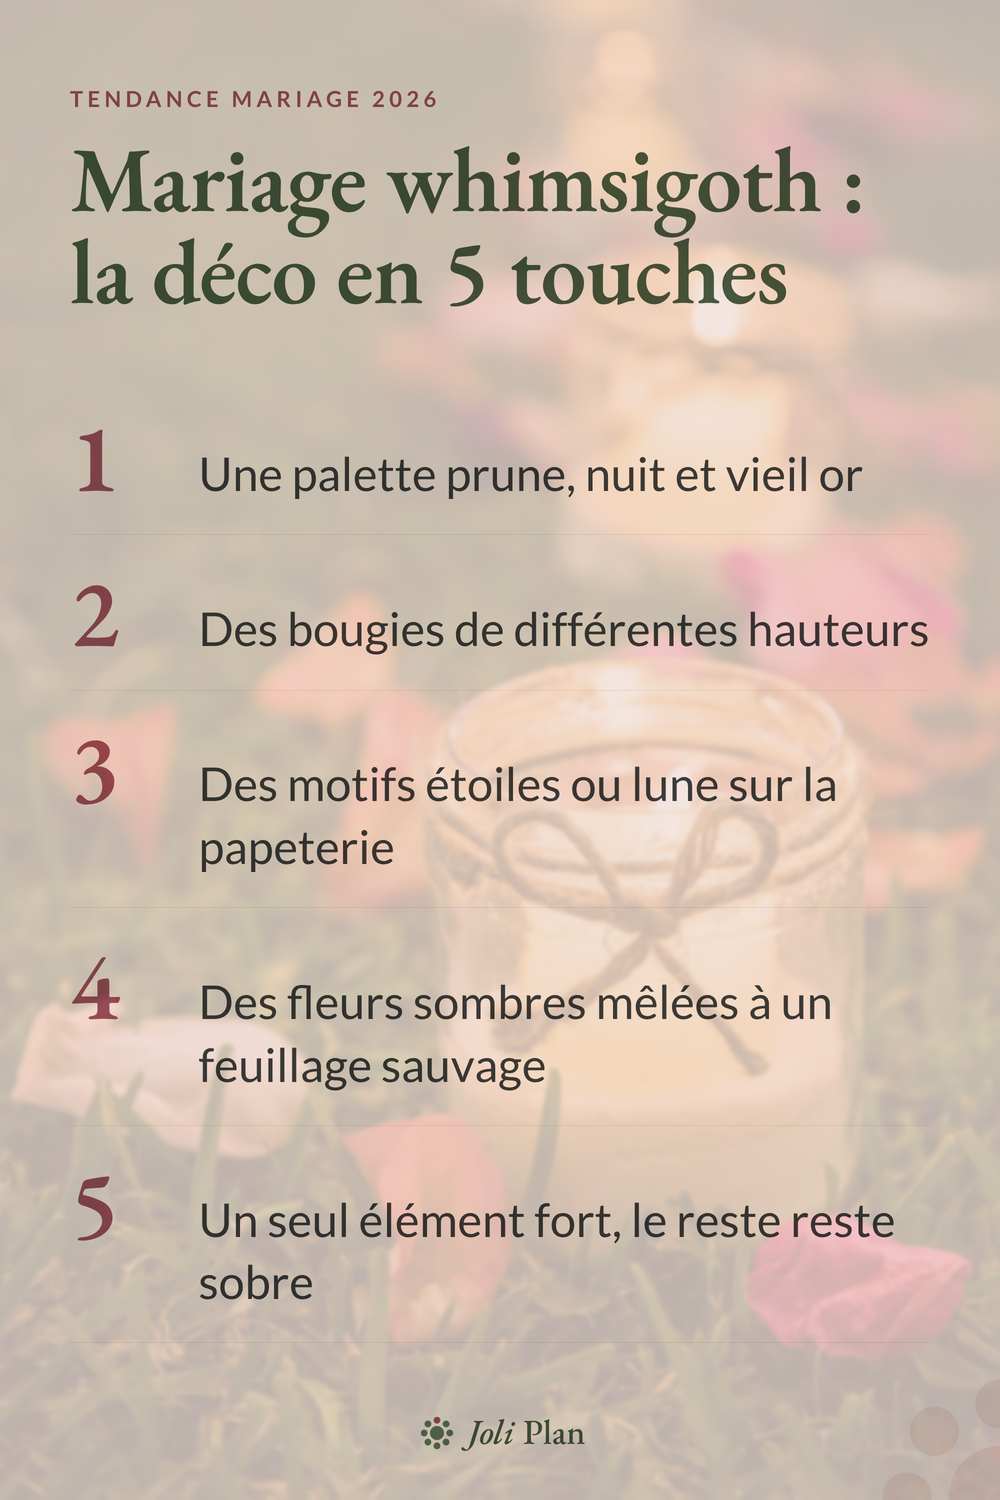 TENDANCE MARIAGE 2026
Mariage whimsigoth :
la déco en 5 touches
1 Une palette prune, nuit et vieil or
2 Des bougies de différentes hauteurs
3 Des motifs étoiles ou lune sur la
papeterie
4 Des fleurs sombres mêlées à un
feuillage sauvage
5 Un seul élément fort, le reste reste
sobre
Joli Plan